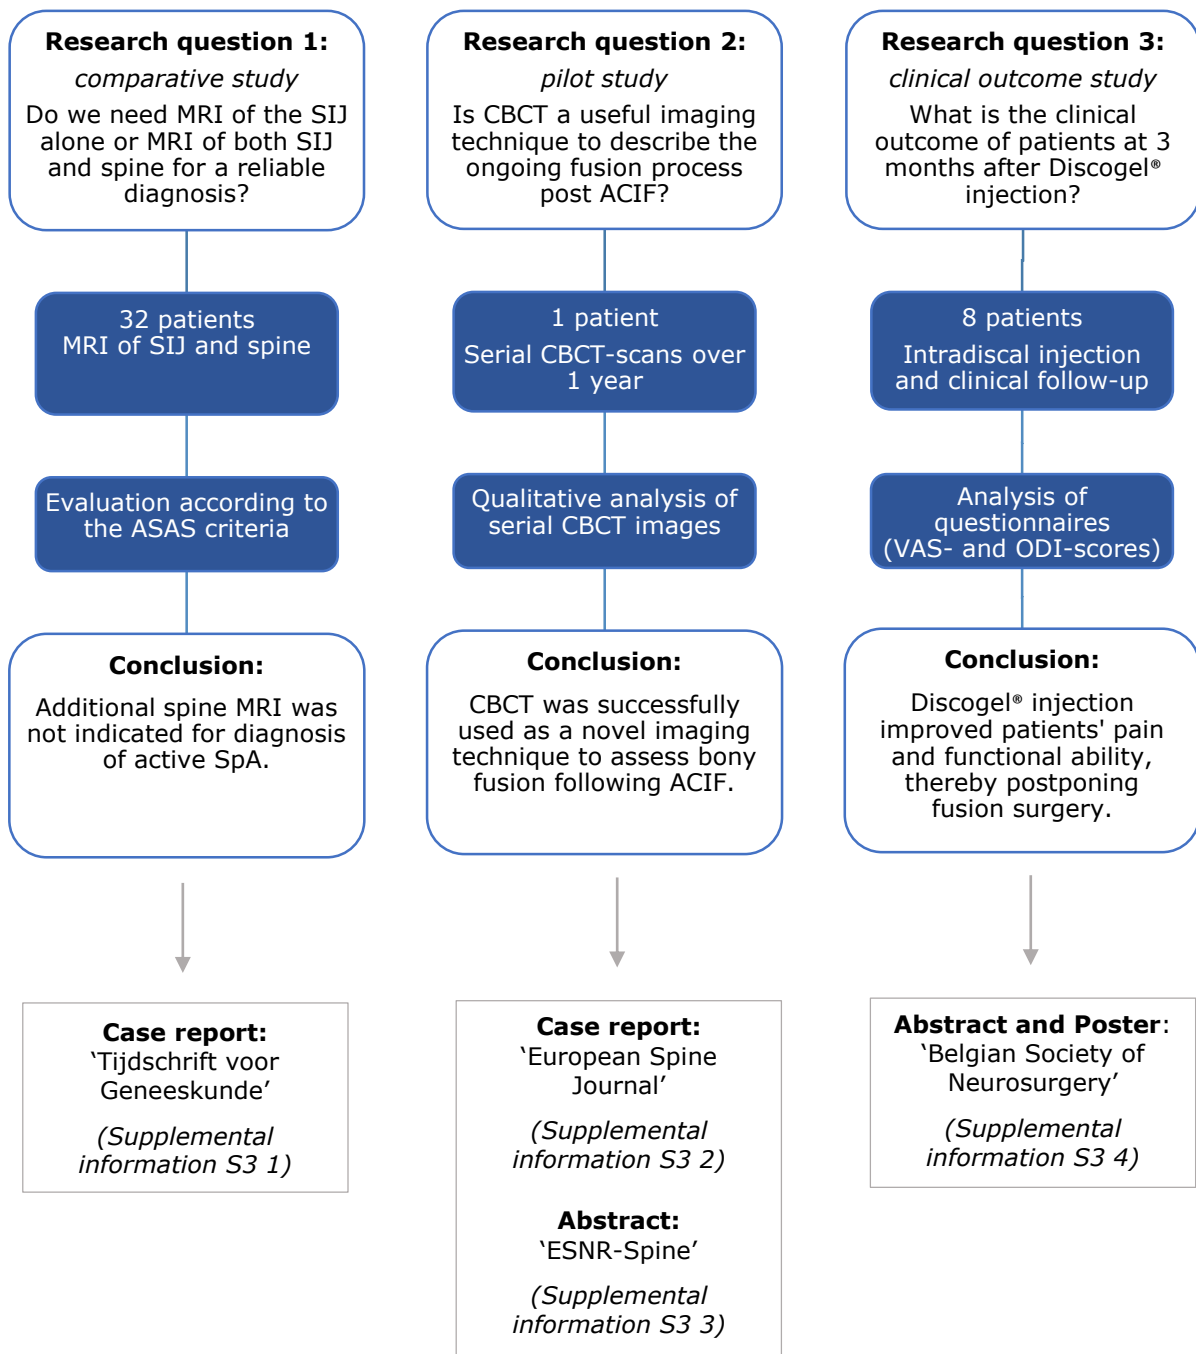 Research question 1:
comparative study
Do we need MRI of the SIJ
alone or MRI of both SIJ
and spine for a reliable
diagnosis?
32 patients
MRI of SIJ and spine
Evaluation according to
the ASAS criteria
Conclusion:
Additional spine MRI was
not indicated for diagnosis
of active SpA.
Case report:
‘Tijdschrift voor
Geneeskunde’
(Supplemental
information S3 1)
Research question 2:
pilot study
Is CBCT a useful imaging
technique to describe the
ongoing fusion process
post ACIF?
1 patient
Serial CBCT-scans over
1 year
Qualitative analysis of
serial CBCT images
Conclusion:
CBCT was successfully
used as a novel imaging
technique to assess bony
fusion following ACIF.
Case report:
‘European Spine
Journal’
(Supplemental
information S3 2)
Abstract:
‘ESNR-Spine’
(Supplemental
information S3 3)
Research question 3:
clinical outcome study
What is the clinical
outcome of patients at 3
months after Discogel®
injection?
8 patients
Intradiscal injection
and clinical follow-up
Analysis of
questionnaires
(VAS- and ODI-scores)
Conclusion:
Discogel® injection
improved patients' pain
and functional ability,
thereby postponing
fusion surgery.
Abstract and Poster:
‘Belgian Society of
Neurosurgery’
(Supplemental
information S3 4)